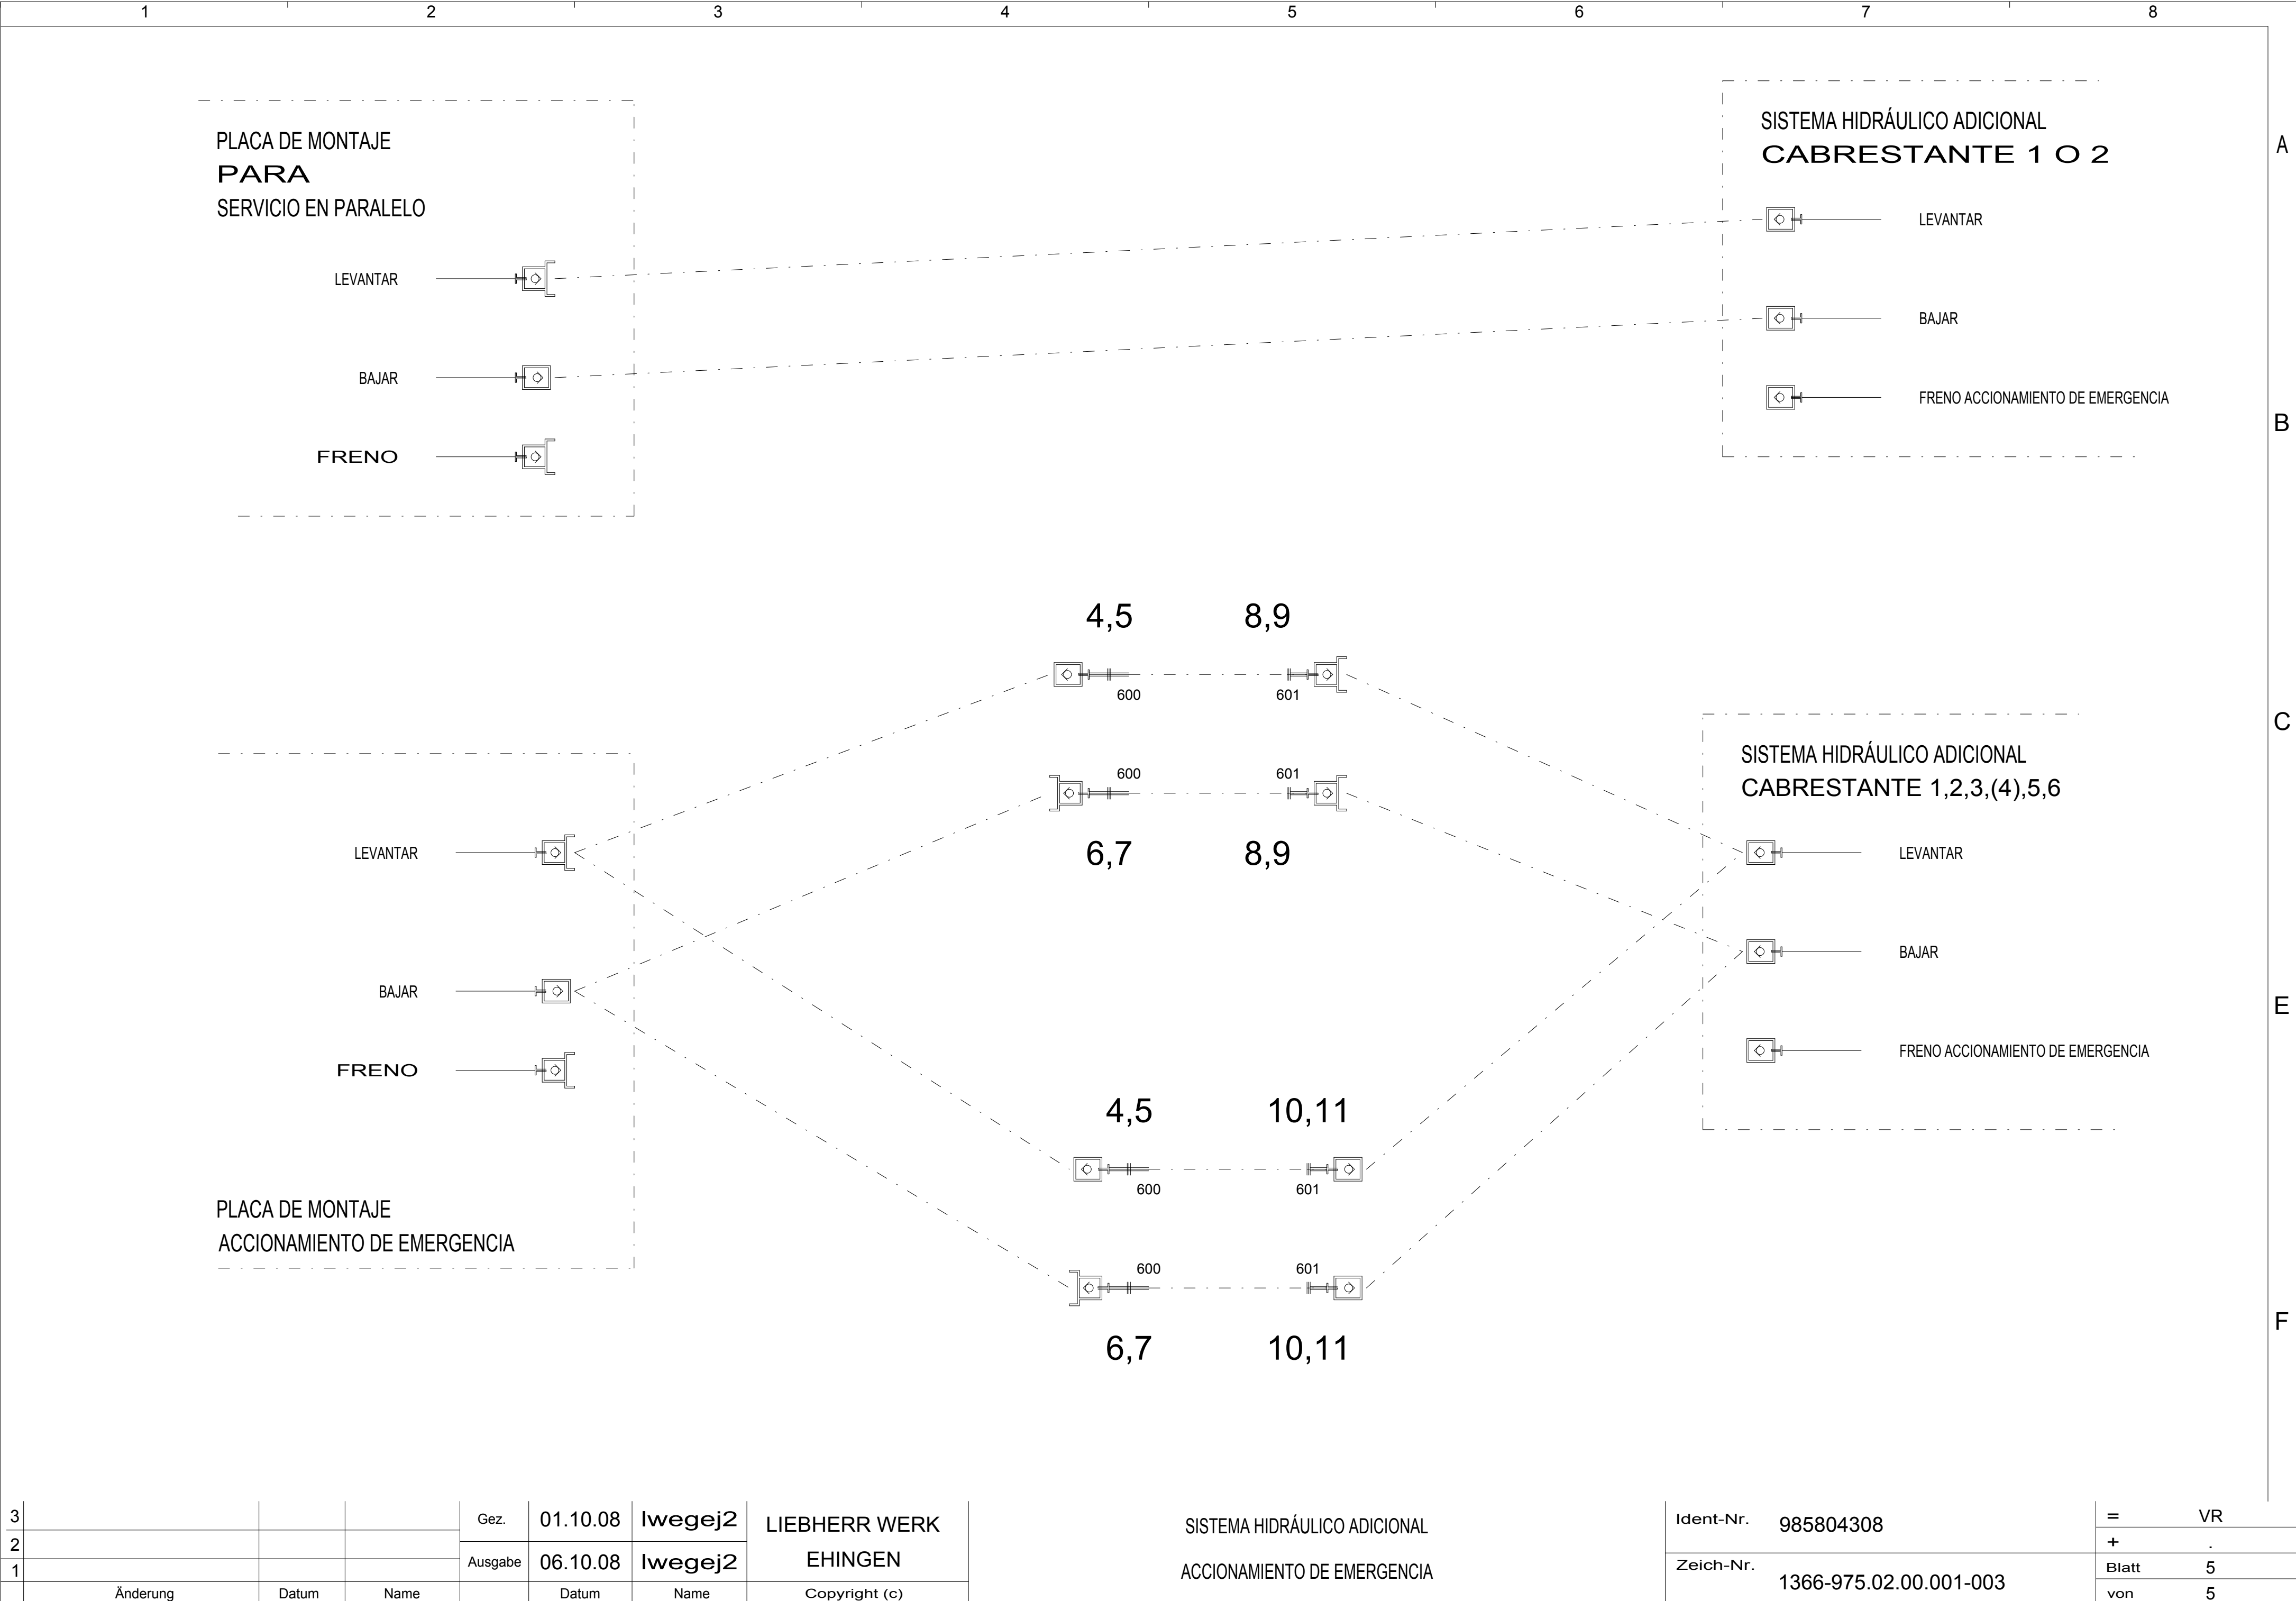 1 2 3 4 5 6 7 8
PLACA DE MONTAJE
PARA
SERVICIO EN PARALELO
LEVANTAR
BAJAR
FRENO
SISTEMA HIDRÁULICO ADICIONAL
CABRESTANTE 1 O 2
LEVANTAR
BAJAR
FRENO ACCIONAMIENTO DE EMERGENCIA
A
B
C
E
F
4,5 8,9
600 601
600 601
6,7 8,9
LEVANTAR
BAJAR
FRENO
PLACA DE MONTAJE
ACCIONAMIENTO DE EMERGENCIA
SISTEMA HIDRÁULICO ADICIONAL
CABRESTANTE 1,2,3,(4),5,6
LEVANTAR
BAJAR
FRENO ACCIONAMIENTO DE EMERGENCIA
4,5 10,11
600 601
600 601
6,7 10,11
3
2
1
Änderung Datum Name
Gez. 01.10.08 lwegej2
Ausgabe 06.10.08 lwegej2
Datum Name
LIEBHERR WERK
EHINGEN
Copyright (c)
SISTEMA HIDRÁULICO ADICIONAL
ACCIONAMIENTO DE EMERGENCIA
Ident-Nr. 985804308
Zeich-Nr. 1366-975.02.00.001-003
= VR
+ .
Blatt 5
von 5